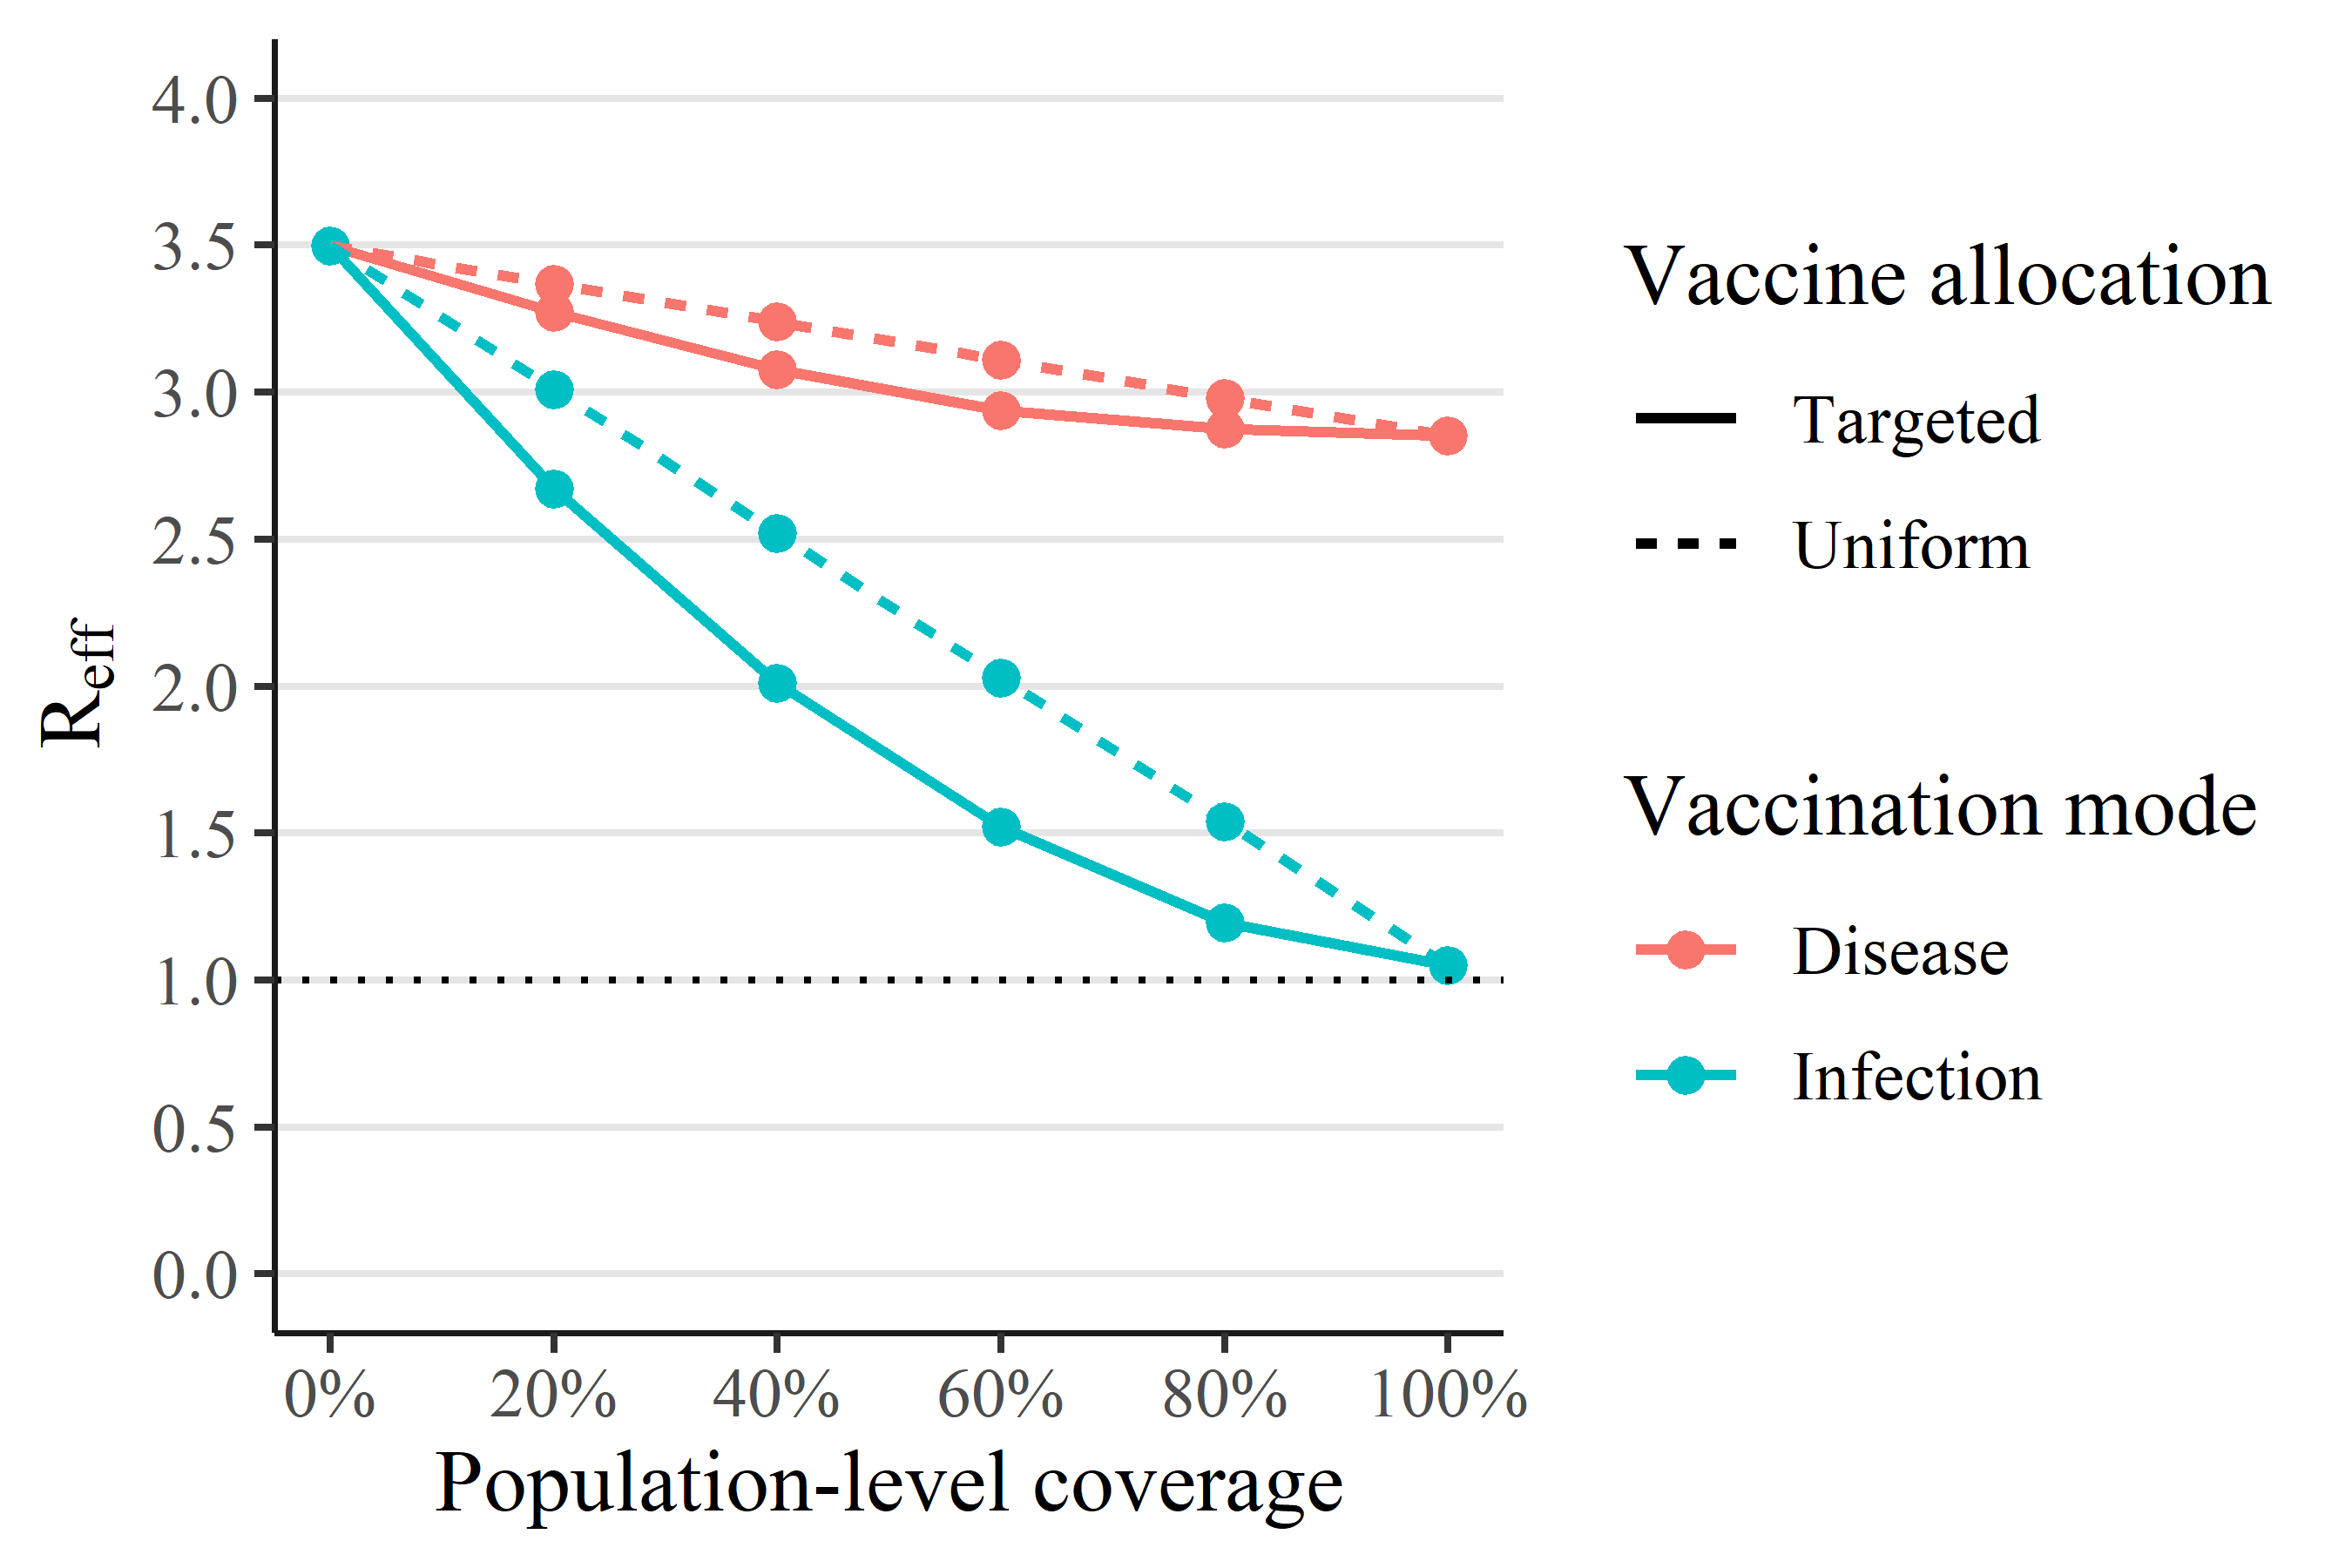 4.0
3.5
3.0
2.5
2.0
1.5
1.0
0.5
0.0
Reff
0% 20% 40% 60% 80% 100%
Population-level coverage
Vaccine allocation
Targeted
Uniform
Vaccination mode
Disease
Infection